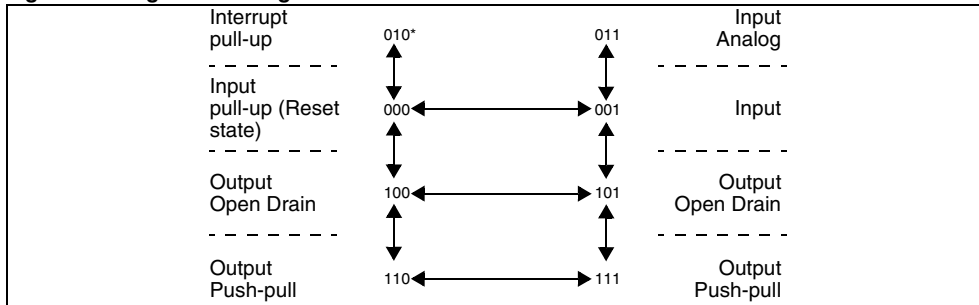 Interrupt
pull-up
010*
011
Input
Analog
Input
pull-up (Reset
state)
000
001
Input
Output
Open Drain
100
101
Output
Open Drain
Output
Push-pull
110
111
Output
Push-pull